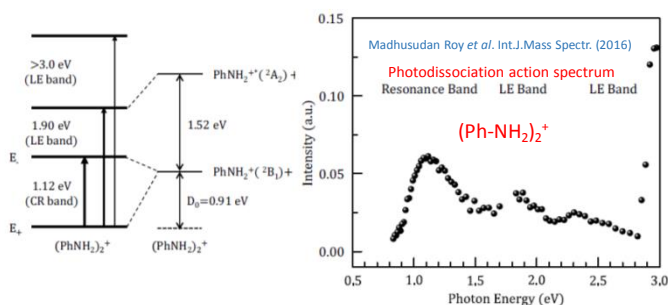 >3.0 eV
(LE band)
PhNH₂⁺*(²A₂) +
1.90 eV
(LE band)
1.52 eV
E-
PhNH₂⁺(²B₁) +
1.12 eV
(CR band)
D₀=0.91 eV
E+
(PhNH₂)₂⁺
(PhNH₂)₂⁺
0.15
Madhusudan Roy et al. Int.J.Mass Spectr. (2016)
Photodissociation action spectrum
Resonance Band LE Band LE Band
0.10
(Ph-NH₂)₂⁺
Intensity (a.u.)
0.05
0.00
0.5 1.0 1.5 2.0 2.5 3.0
Photon Energy (eV)